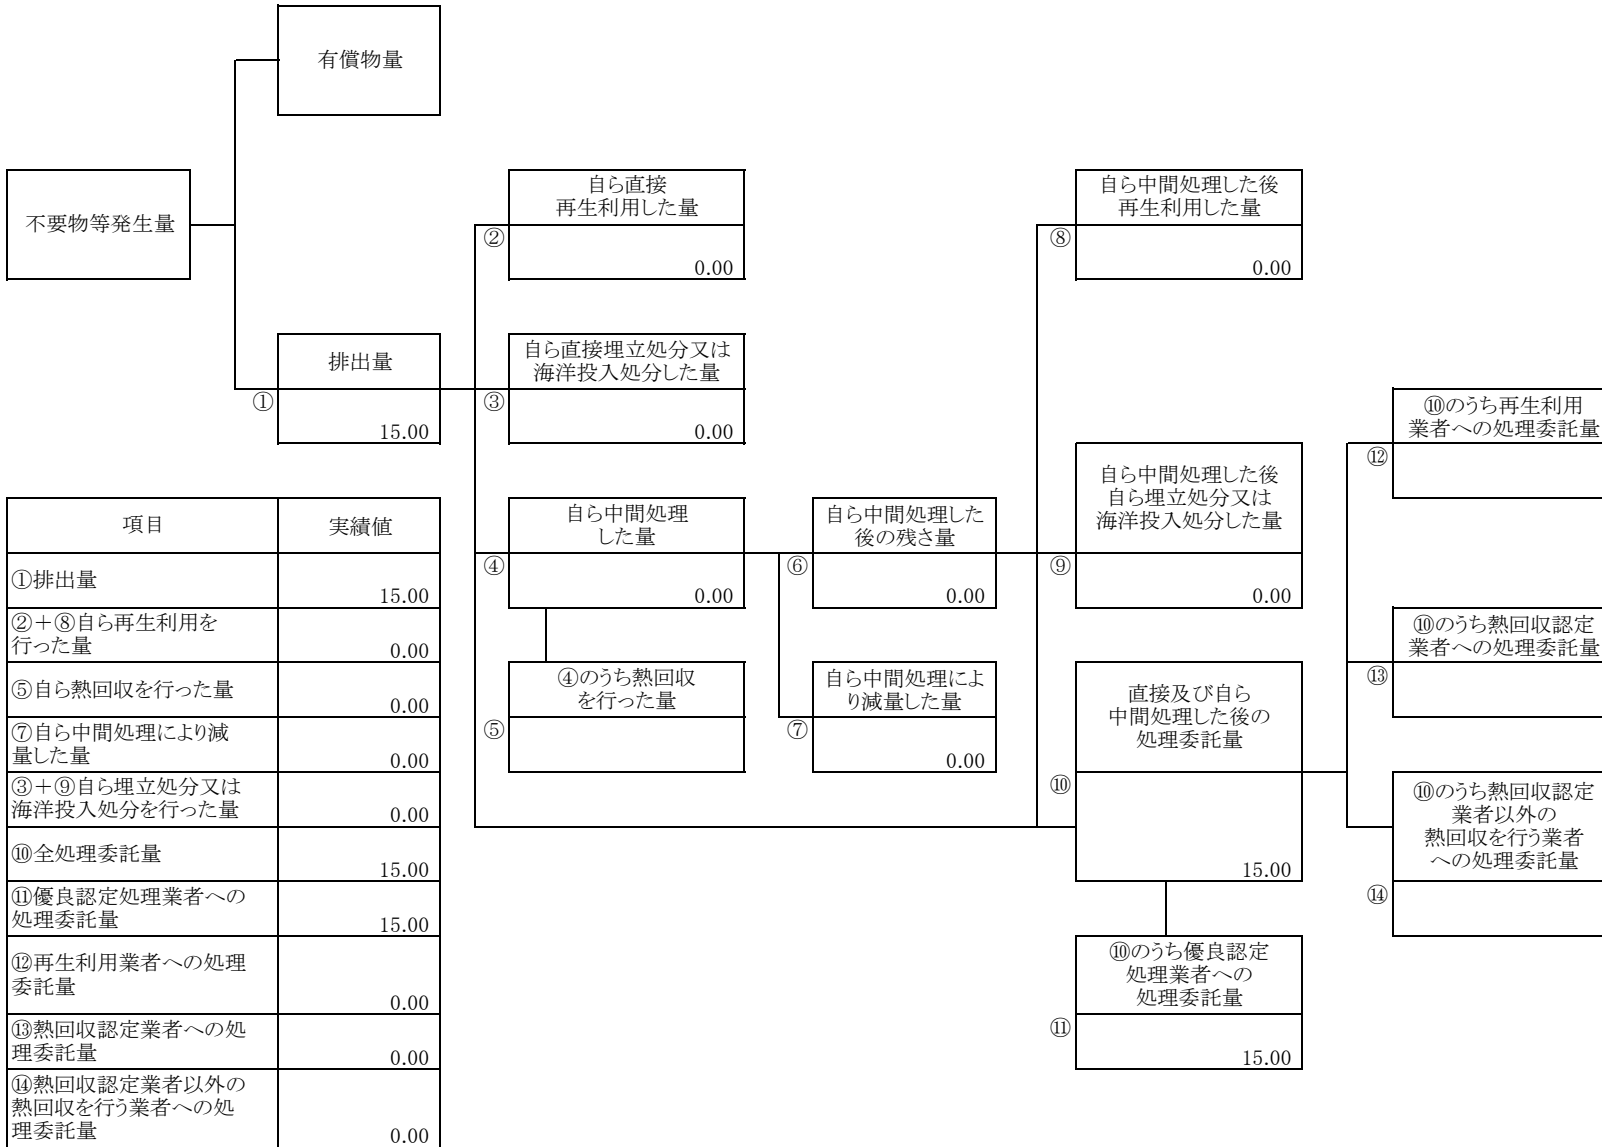 有償物量
不要物等発生量
自ら直接
再生利用した量
②
0.00
自ら中間処理した後
再生利用した量
⑧
0.00
排出量
①
15.00
自ら直接埋立処分又は
海洋投入処分した量
③
0.00
⑩のうち再生利用
業者への処理委託量
⑫
自ら中間処理
した量
④
0.00
自ら中間処理した
後の残さ量
⑥
0.00
自ら中間処理した後
自ら埋立処分又は
海洋投入処分した量
⑨
0.00
⑩のうち熱回収認定
業者への処理委託量
⑬
④のうち熱回収
を行った量
⑤
自ら中間処理によ
り減量した量
⑦
0.00
直接及び自ら
中間処理した後の
処理委託量
⑩
15.00
⑩のうち熱回収認定
業者以外の
熱回収を行う業者
への処理委託量
⑭
⑩のうち優良認定
処理業者への
処理委託量
⑪
15.00
項目 実績値
①排出量
15.00
②+⑧自ら再生利用を
行った量
0.00
⑤自ら熱回収を行った量
0.00
⑦自ら中間処理により減
量した量
0.00
③+⑨自ら埋立処分又は
海洋投入処分を行った量
0.00
⑩全処理委託量
15.00
⑪優良認定処理業者への
処理委託量
15.00
⑫再生利用業者への処理
委託量
0.00
⑬熱回収認定業者への処
理委託量
0.00
⑭熱回収認定業者以外の
熱回収を行う業者への処
理委託量
0.00